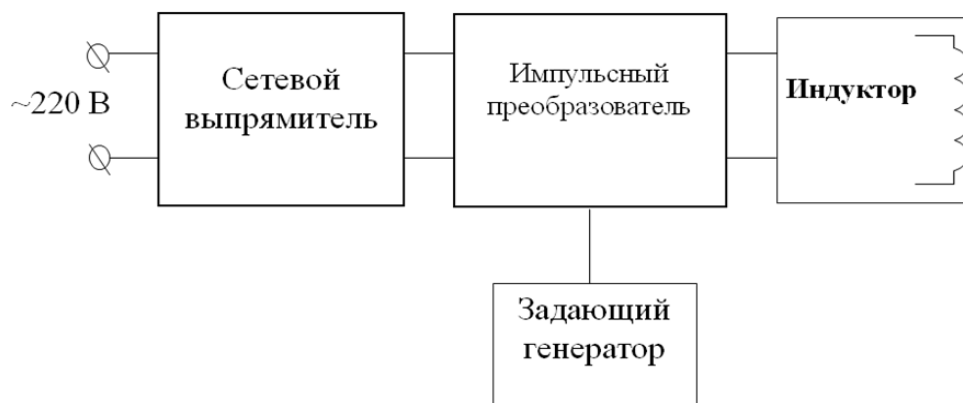 ~220 В
Сетевой
выпрямитель
Импульсный
преобразователь
Индуктор
Задающий
генератор